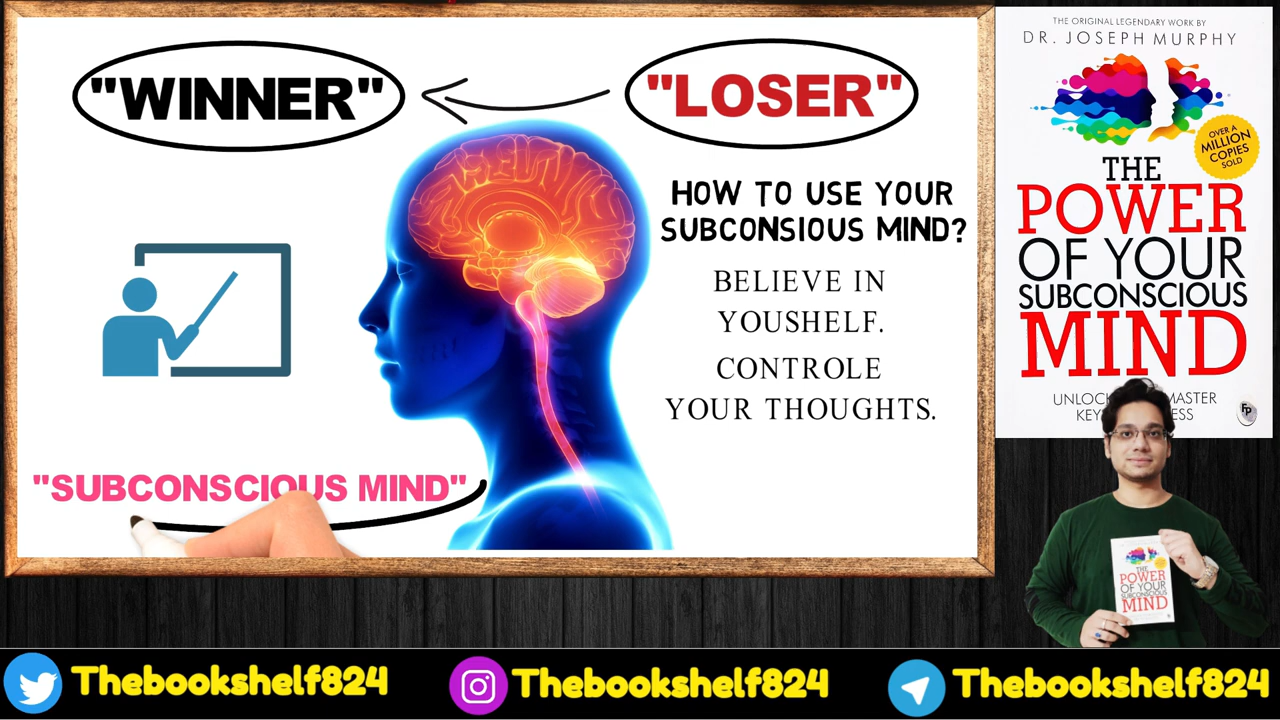 "WINNER"
"LOSER"
HOW TO USE YOUR
SUBCONSIOUS MIND?
BELIEVE IN
YOUSHELF.
CONTROLE
YOUR THOUGHTS.
"SUBCONSCIOUS MIND"
THE ORIGINAL LEGENDARY WORK BY
DR. JOSEPH MURPHY
OVER A
MILLION
COPIES
SOLD
THE
POWER
OF YOUR
SUBCONSCIOUS
MIND
UNLOCK MASTER
FP
THE
POWER
OF YOUR
SUBCONSCIOUS
MIND
Thebookshelf824
Thebookshelf824
Thebookshelf824